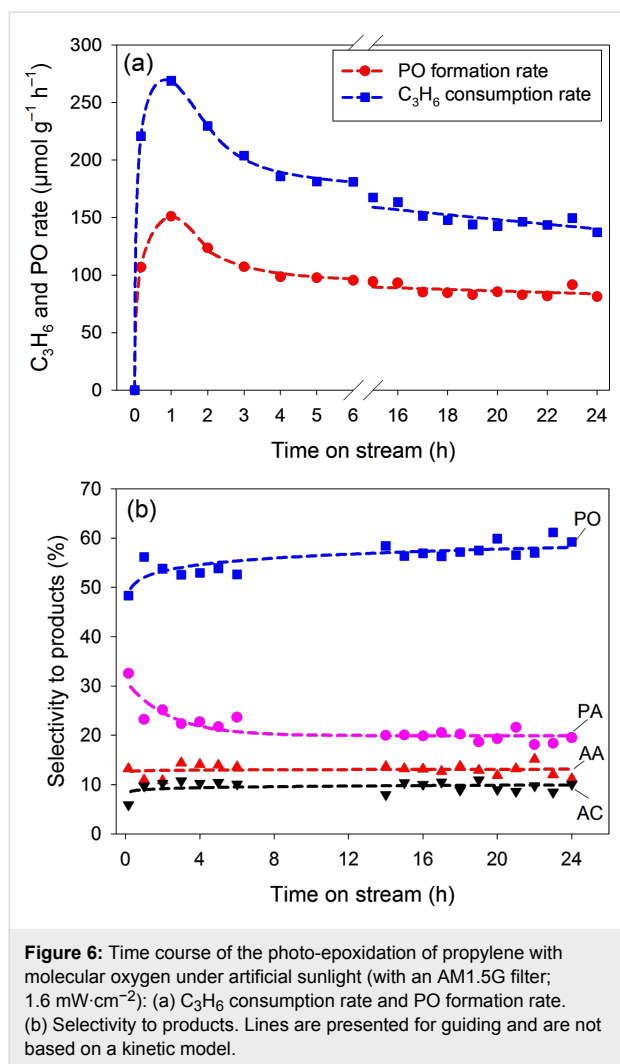 (a)
PO formation rate
C₃H₆ consumption rate
300
250
200
150
100
50
0
C₃H₆ and PO rate (µmol g⁻¹ h⁻¹)
0 1 2 3 4 5 6 16 18 20 22 24
Time on stream (h)
(b)
PO
PA
AA
AC
70
60
50
40
30
20
10
0
Selectivity to products (%)
0 4 8 12 16 20 24
Time on stream (h)
Figure 6: Time course of the photo-epoxidation of propylene with
molecular oxygen under artificial sunlight (with an AM1.5G filter;
1.6 mW·cm⁻²): (a) C₃H₆ consumption rate and PO formation rate.
(b) Selectivity to products. Lines are presented for guiding and are not
based on a kinetic model.